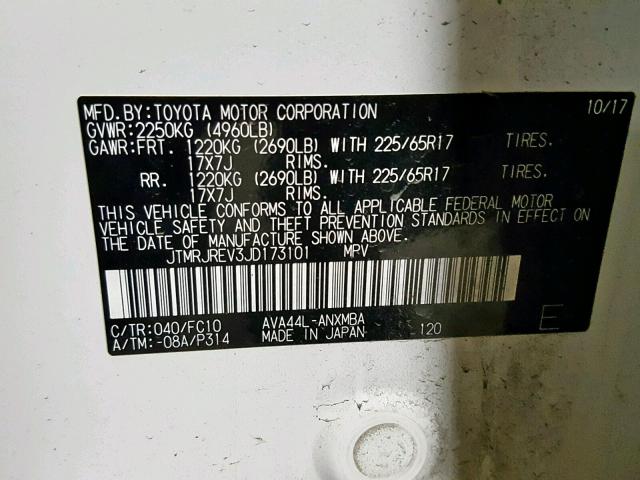 MFD.BY:TOYOTA MOTOR CORPORATION 10/17
GVWR:2250KG (4960LB)
GAWR:FRT. 1220KG (2690LB) WITH 225/65R17 TIRES.
17X7J RIMS.
RR. 1220KG (2690LB) WITH 225/65R17 TIRES.
17X7J RIMS.
THIS VEHICLE CONFORMS TO ALL APPLICABLE FEDERAL MOTOR
VEHICLE SAFETY AND THEFT PREVENTION STANDARDS IN EFFECT ON
THE DATE OF MANUFACTURE SHOWN ABOVE.
JTMRJREV3JD173101 MPV
C/TR:040/FC10 AVA44L-ANXMBA
A/TM:-08A/P314 MADE IN JAPAN 120 E